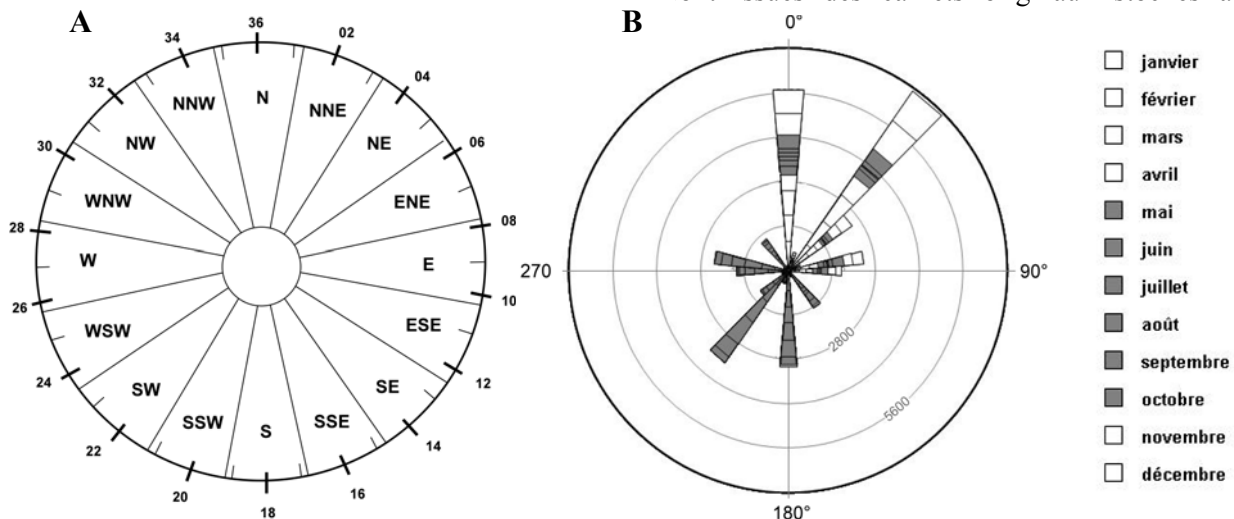 A
36
02
04
06
08
10
12
14
16
18
20
22
24
26
28
30
32
34
N
NNE
NE
ENE
E
ESE
SE
SSE
S
SSW
SW
WSW
W
WNW
NW
NNW
B
0°
90°
180°
270
2800
5600
janvier
février
mars
avril
mai
juin
juillet
août
septembre
octobre
novembre
décembre